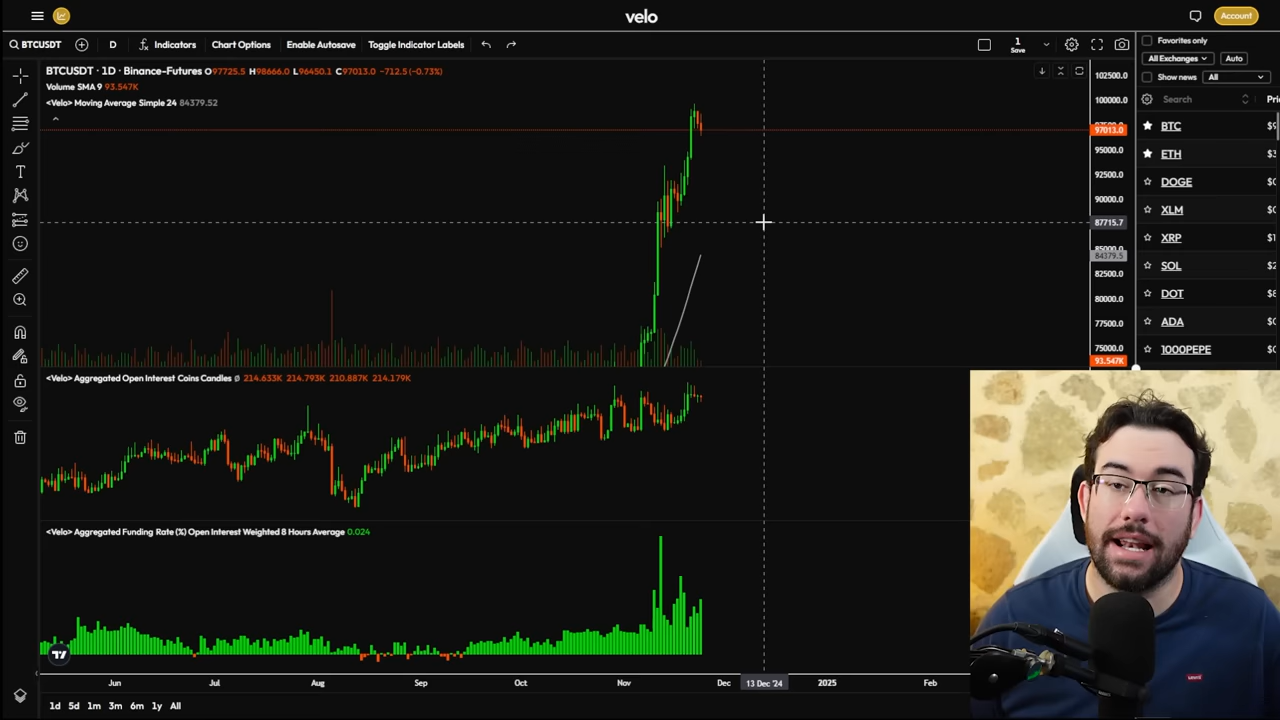 velo
Account
BTCUSDT
D
Indicators
Chart Options
Enable Autosave
Toggle Indicator Labels
1
Save
BTCUSDT · 1D · Binance-Futures O97725.5 H98666.0 L96450.1 C97013.0 −712.5 (−0.73%)
Volume SMA 9 93.547K
<Velo> Moving Average Simple 24 84379.52
102500.0
100000.0
97013.0
95000.0
92500.0
90000.0
87715.7
85000.0
84379.5
82500.0
80000.0
77500.0
75000.0
93.547K
Favorites only
All Exchanges
Auto
Show news
All
Search
BTC
ETH
DOGE
XLM
XRP $1
SOL $2
DOT
ADA
1000PEPE
<Velo> Aggregated Open Interest Coins Candles Ø 214.633K 214.793K 210.887K 214.179K
<Velo> Aggregated Funding Rate (%) Open Interest Weighted 8 Hours Average 0.024
Jun Jul Aug Sep Oct Nov Dec 13 Dec '24 2025 Feb
1d 5d 1m 3m 6m 1y All